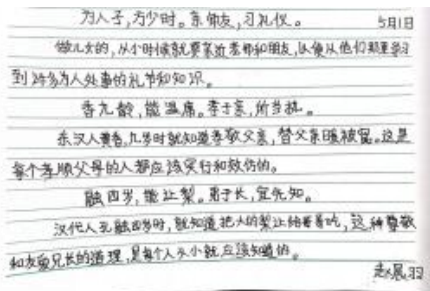 为人子，方少时。亲师友，习礼仪。 5月1日
做儿女的，从小时候就要亲近老师和朋友，以便从他们那里学习
到许多为人处事的礼节和知识。
香九龄，能温席。孝于亲，所当执。
东汉人黄香，九岁时就知道孝敬父亲，替父亲暖被窝。这是
每个孝顺父母的人都应该实行和效仿的。
融四岁，能让梨。弟于长，宜先知。
汉代人孔融四岁时，就知道把大的梨让给哥哥吃，这种尊敬
和友爱兄长的道理，是每个人从小就应该知道的。
赵晨羽